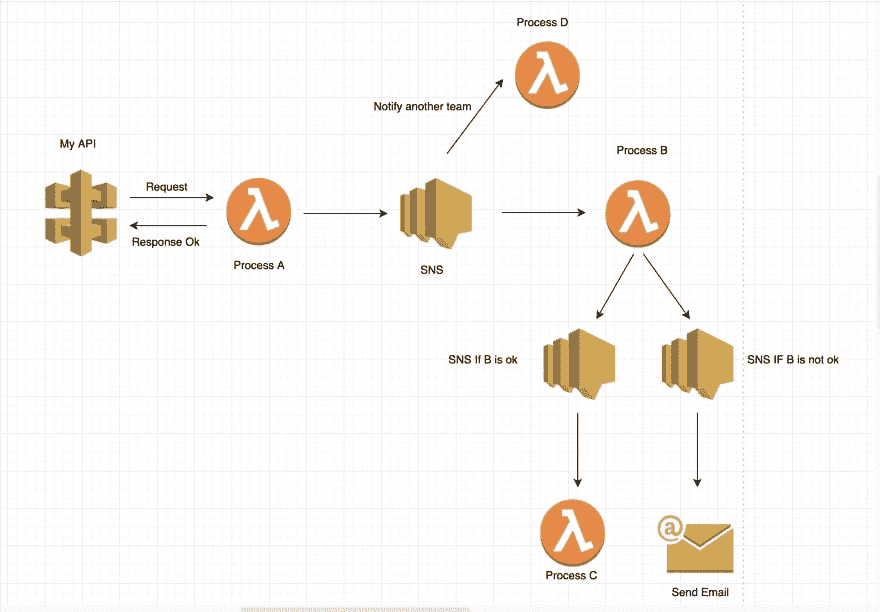 Process D
Notify another team
My API
Process B
Request
Response Ok
Process A
SNS
SNS If B is ok
SNS IF B is not ok
@
Process C
Send Email